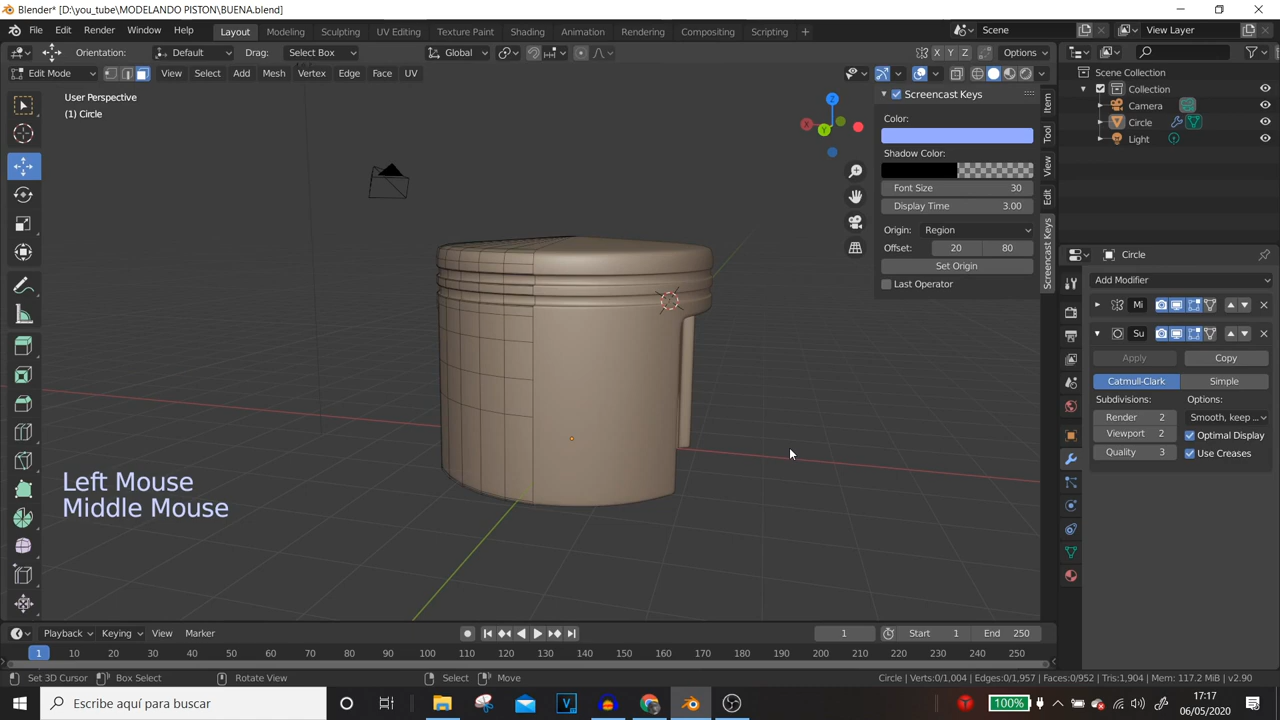 Blender* [D:\you_tube\MODELANDO PISTON\BUENA.blend]
File Edit Render Window Help Layout Modeling Sculpting UV Editing Texture Paint Shading Animation Rendering Compositing Scripting + Scene View Layer
Orientation: Default Drag: Select Box Global X Y Z Options
Edit Mode View Select Add Mesh Vertex Edge Face UV
User Perspective
(1) Circle
Z
X
Y
Screencast Keys
Color:
Shadow Color:
Font Size 30
Display Time 3.00
Origin: Region
Offset: 20 80
Set Origin
Last Operator
Item
Tool
View
Edit
Screencast Keys
Scene Collection
Collection
Camera
Circle
Light
Circle
Add Modifier
Mi
Su
Apply Copy
Catmull-Clark Simple
Subdivisions: Options:
Render 2 Smooth, keep ...
Viewport 2 Optimal Display
Quality 3 Use Creases
Left Mouse
Middle Mouse
Playback Keying View Marker 1 Start 1 End 250
1 10 20 30 40 50 60 70 80 90 100 110 120 130 140 150 160 170 180 190 200 210 220 230 240 250
Set 3D Cursor Box Select Rotate View Select Move Circle | Verts:0/1,004 | Edges:0/1,957 | Faces:0/952 | Tris:1,904 | Mem: 117.2 MiB | v2.90
Escribe aquí para buscar 100% 17:17
06/05/2020